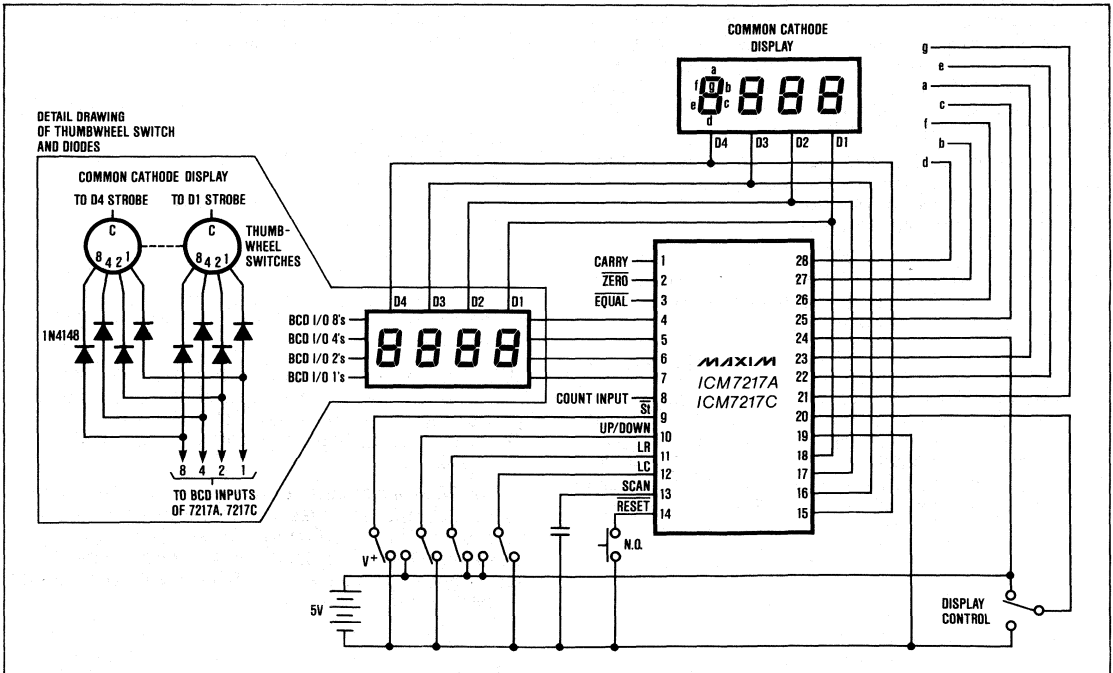 COMMON CATHODE
DISPLAY
a
f g b
e c
d
D4 D3 D2 D1
g
e
a
c
f
b
d
DETAIL DRAWING
OF THUMBWHEEL SWITCH
AND DIODES
COMMON CATHODE DISPLAY
TO D4 STROBE TO D1 STROBE
C C
8 4 2 1 8 4 2 1
THUMB-
WHEEL
SWITCHES
1N4148
8 4 2 1
TO BCD INPUTS
OF 7217A, 7217C
D4 D3 D2 D1
BCD I/O 8's
BCD I/O 4's
BCD I/O 2's
BCD I/O 1's
8888
CARRY 1 28
ZERO 2 27
EQUAL 3 26
4 25
5 24
6 23
7 22
COUNT INPUT 8 21
St 9 20
UP/DOWN 10 19
LR 11 18
LC 12 17
SCAN 13 16
RESET 14 15
MAXIM
ICM7217A
ICM7217C
V+
N.O.
5V
DISPLAY
CONTROL